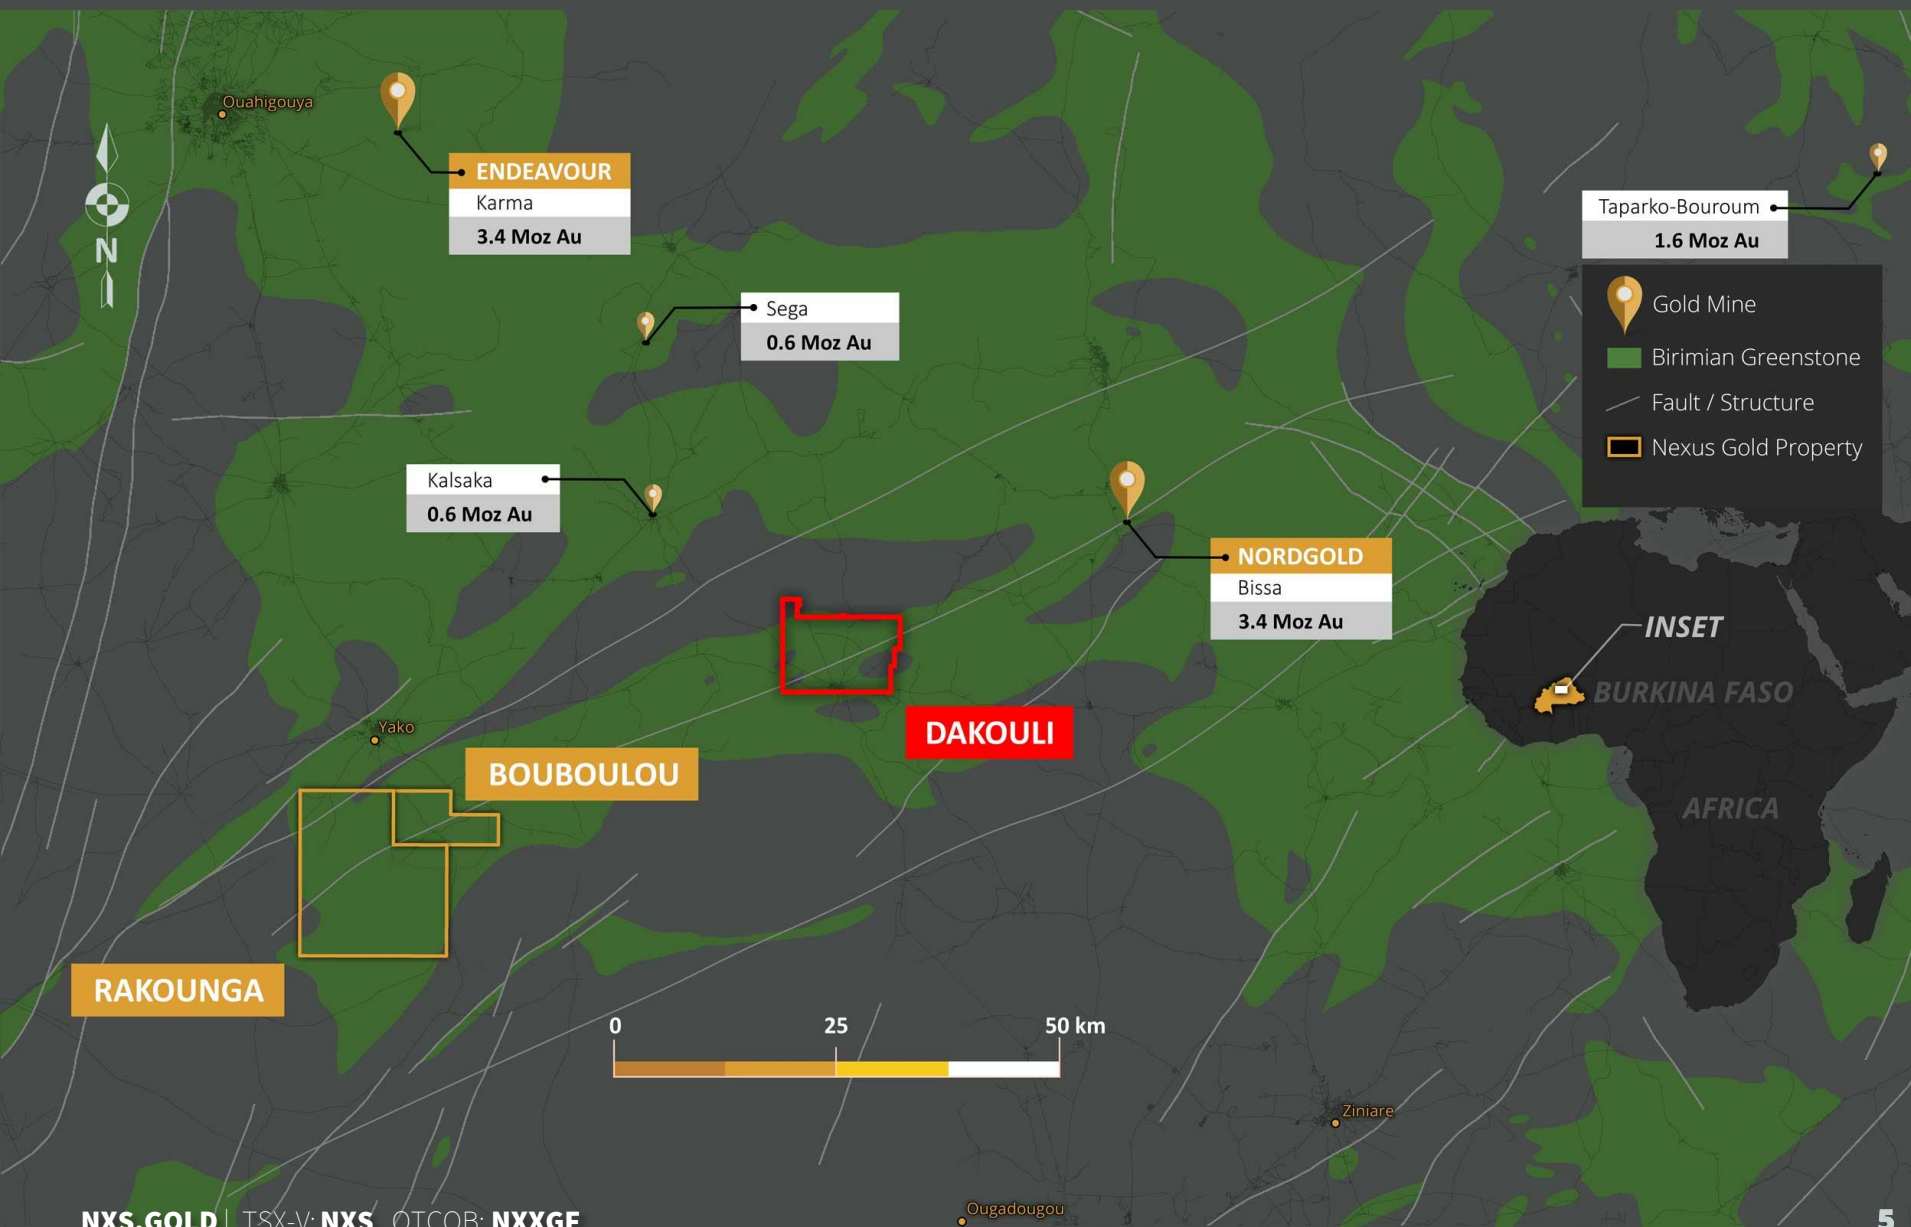 Ouahigouya
ENDEAVOUR
Karma
3.4 Moz Au
N
Taparko-Bouroum
1.6 Moz Au
Gold Mine
Birimian Greenstone
Fault / Structure
Nexus Gold Property
Sega
0.6 Moz Au
Kalsaka
0.6 Moz Au
NORDGOLD
Bissa
3.4 Moz Au
INSET
BURKINA FASO
AFRICA
DAKOULI
Yako
BOUBOULOU
RAKOUNGA
0 25 50 km
Ziniare
Ougadougou
NXS.GOLD | TSX-V: NXS OTCQB: NXXGF
5